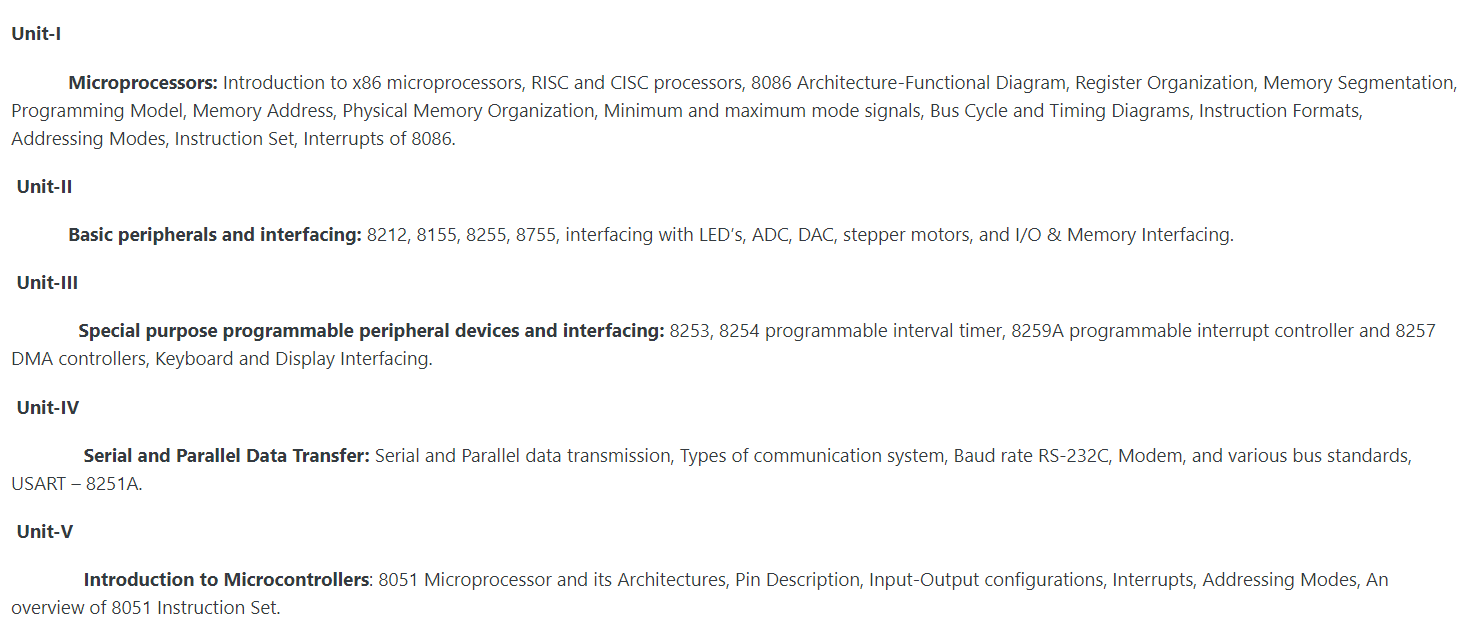 Unit-I
Microprocessors: Introduction to x86 microprocessors, RISC and CISC processors, 8086 Architecture-Functional Diagram, Register Organization, Memory Segmentation,
Programming Model, Memory Address, Physical Memory Organization, Minimum and maximum mode signals, Bus Cycle and Timing Diagrams, Instruction Formats,
Addressing Modes, Instruction Set, Interrupts of 8086.
Unit-II
Basic peripherals and interfacing: 8212, 8155, 8255, 8755, interfacing with LED's, ADC, DAC, stepper motors, and I/O & Memory Interfacing.
Unit-III
Special purpose programmable peripheral devices and interfacing: 8253, 8254 programmable interval timer, 8259A programmable interrupt controller and 8257
DMA controllers, Keyboard and Display Interfacing.
Unit-IV
Serial and Parallel Data Transfer: Serial and Parallel data transmission, Types of communication system, Baud rate RS-232C, Modem, and various bus standards,
USART – 8251A.
Unit-V
Introduction to Microcontrollers: 8051 Microprocessor and its Architectures, Pin Description, Input-Output configurations, Interrupts, Addressing Modes, An
overview of 8051 Instruction Set.